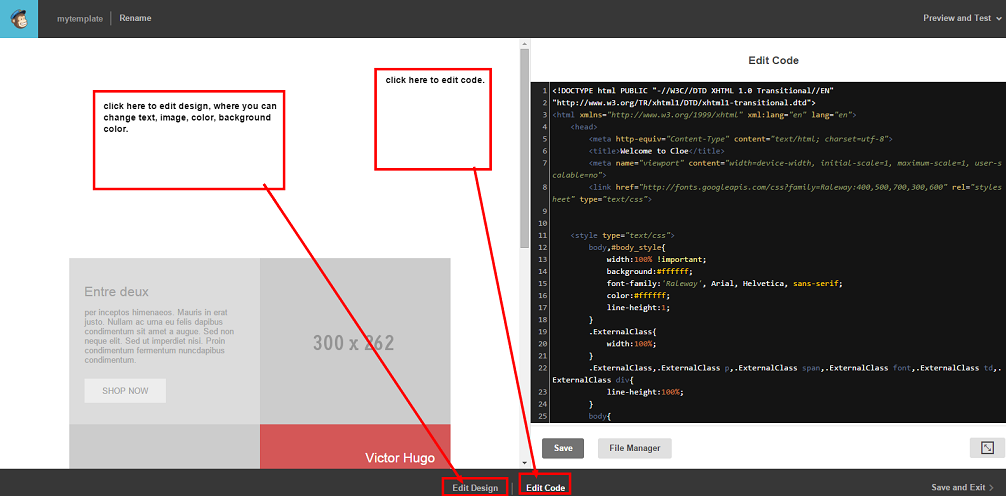 mytemplate | Rename
Preview and Test
click here to edit design, where you can
change text, image, color, background
color.
click here to edit code.
Entre deux
per inceptos himenaeos. Mauris in erat
justo. Nullam ac urna eu felis dapibus
condimentum sit amet a augue. Sed non
neque elit. Sed ut imperdiet nisi. Proin
condimentum fermentum nuncdapibus
condimentum.
SHOP NOW
300 x 262
Victor Hugo
Edit Code
1 <!DOCTYPE html PUBLIC "-//W3C//DTD XHTML 1.0 Transitional//EN"
2 "http://www.w3.org/TR/xhtml1/DTD/xhtml1-transitional.dtd">
3 <html xmlns="http://www.w3.org/1999/xhtml" xml:lang="en" lang="en">
4 <head>
5 <meta http-equiv="Content-Type" content="text/html; charset=utf-8">
6 <title>Welcome to Cloe</title>
7 <meta name="viewport" content="width=device-width, initial-scale=1, maximum-scale=1, user-s
calable=no">
8 <link href="http://fonts.googleapis.com/css?family=Raleway:400,500,700,300,600" rel="styles
heet" type="text/css">
9
10
11 <style type="text/css">
12 body,#body_style{
13 width:100% !important;
14 background:#ffffff;
15 font-family:'Raleway', Arial, Helvetica, sans-serif;
16 color:#ffffff;
17 line-height:1;
18 }
19 .ExternalClass{
20 width:100%;
21 }
22 .ExternalClass,.ExternalClass p,.ExternalClass span,.ExternalClass font,.ExternalClass td,.
ExternalClass div{
23 line-height:100%;
24 }
25 body{
Save
File Manager
Edit Design | Edit Code
Save and Exit